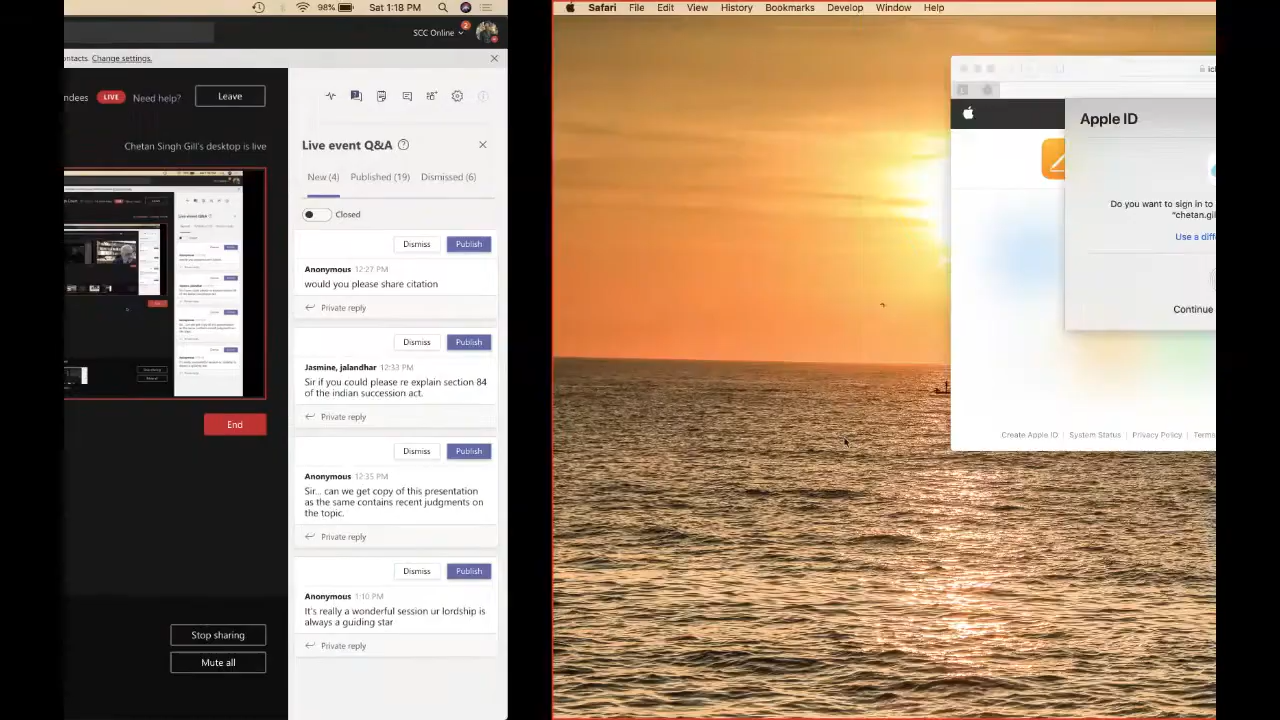 98%
Sat 1:18 PM
SCC Online
2
ontacts. Change settings.
ndees
LIVE
Need help?
Leave
Chetan Singh Gill's desktop is live
Live event Q&A
New (4)
Published (19)
Dismissed (6)
Closed
Dismiss
Publish
Anonymous 12:27 PM
would you please share citation
Private reply
Dismiss
Publish
Jasmine, jalandhar 12:33 PM
Sir if you could please re explain section 84
of the indian succession act.
Private reply
Dismiss
Publish
Anonymous 12:35 PM
Sir... can we get copy of this presentation
as the same contains recent judgments on
the topic.
Private reply
Dismiss
Publish
Anonymous 1:10 PM
It's really a wonderful session ur lordship is
always a guiding star
Private reply
End
Stop sharing
Mute all
Safari File Edit View History Bookmarks Develop Window Help
icl
Apple ID
Do you want to sign in to
"chetan.gil
Use a diffe
Continue
Create Apple ID
System Status
Privacy Policy
Terms